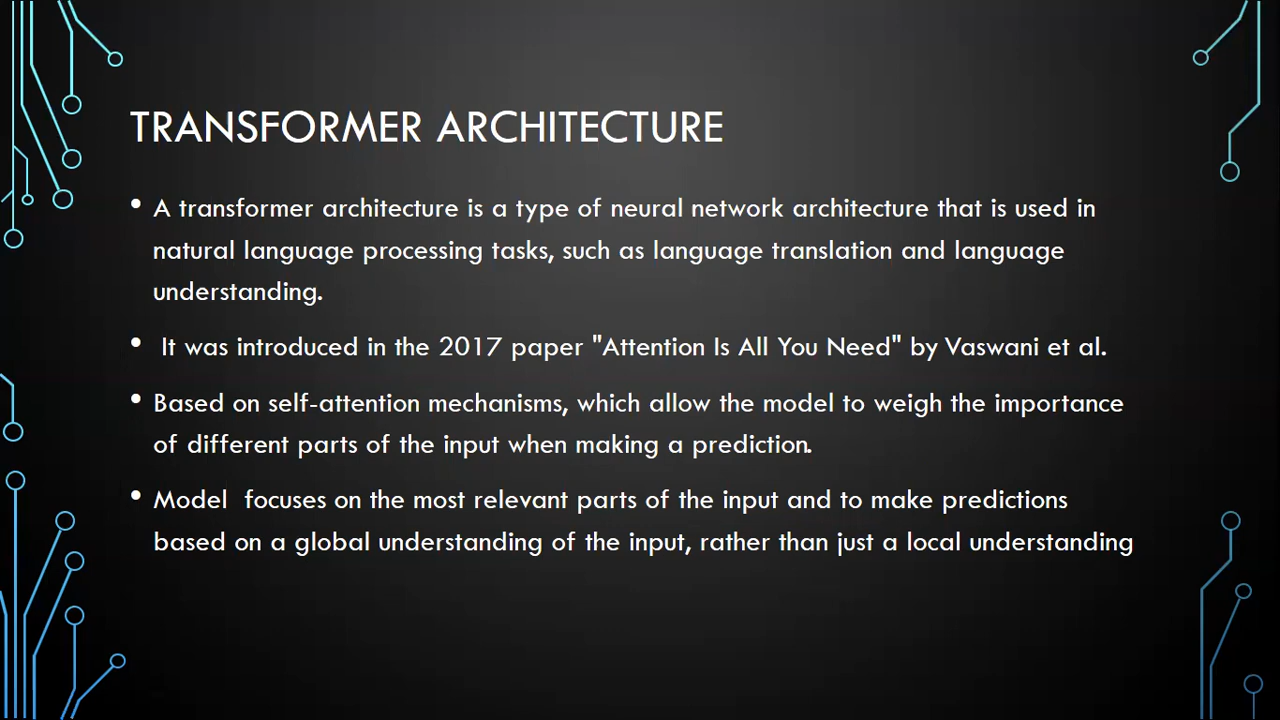 TRANSFORMER ARCHITECTURE
• A transformer architecture is a type of neural network architecture that is used in
natural language processing tasks, such as language translation and language
understanding.
• It was introduced in the 2017 paper "Attention Is All You Need" by Vaswani et al.
• Based on self-attention mechanisms, which allow the model to weigh the importance
of different parts of the input when making a prediction.
• Model  focuses on the most relevant parts of the input and to make predictions
based on a global understanding of the input, rather than just a local understanding